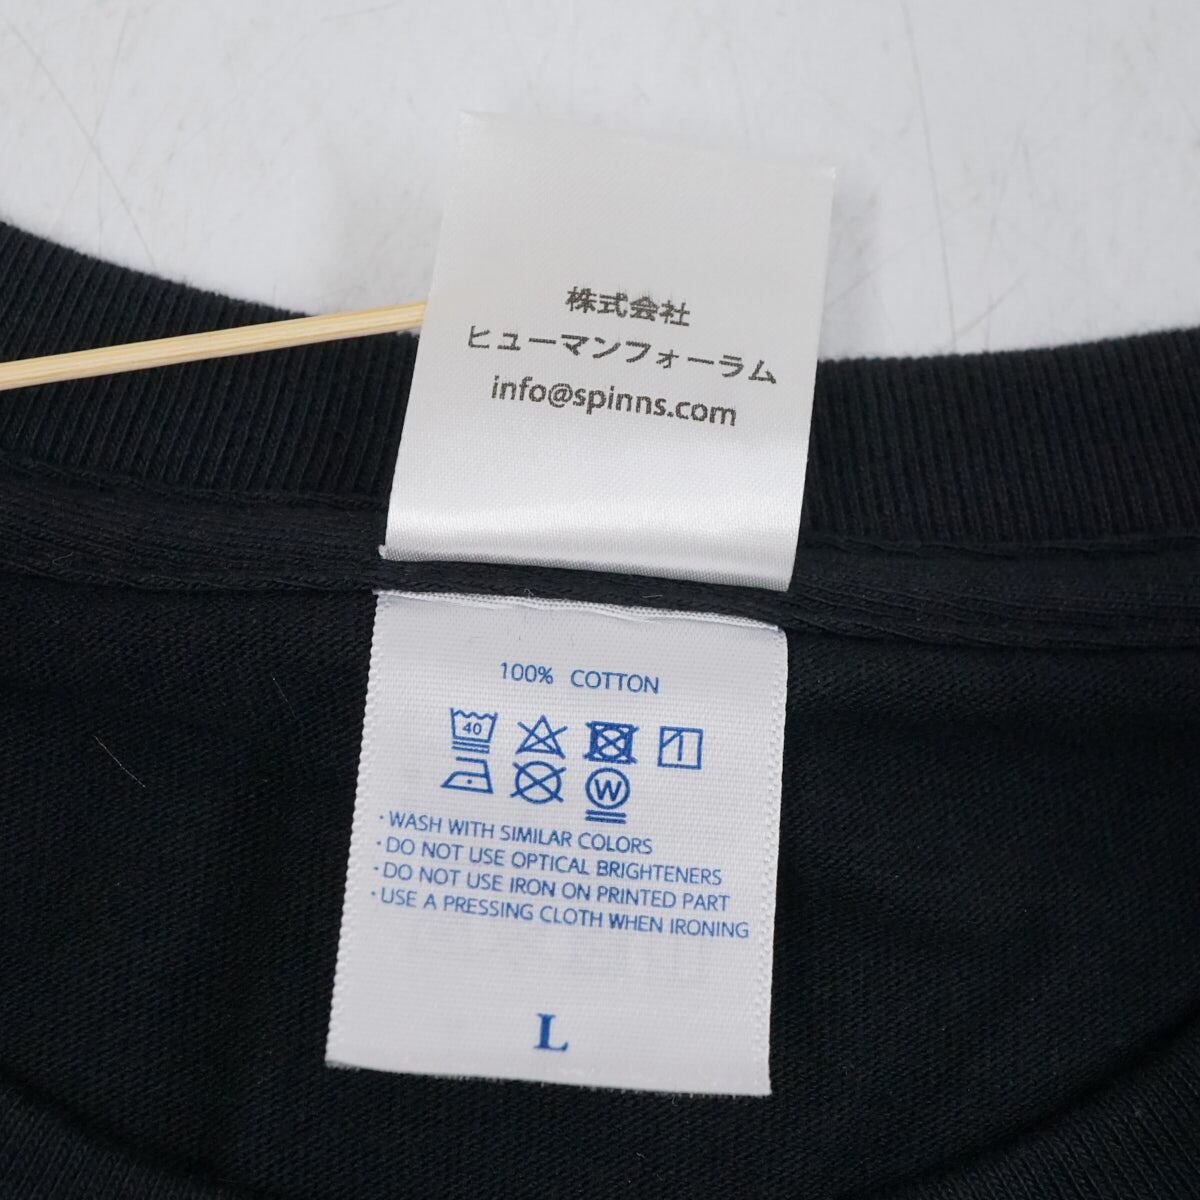 株式会社
ヒューマンフォーラム
info@spinns.com
100% COTTON
40
W
・WASH WITH SIMILAR COLORS
・DO NOT USE OPTICAL BRIGHTENERS
・DO NOT USE IRON ON PRINTED PART
・USE A PRESSING CLOTH WHEN IRONING
L